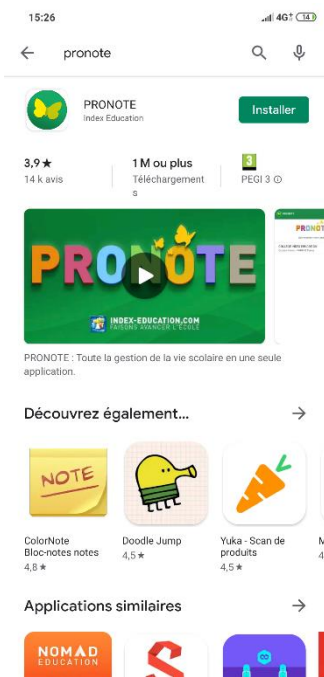 15:26
4G
14
pronote
PRONOTE
Index Education
Installer
3,9★
14 k avis
1 M ou plus
Téléchargement
s
3
PEGI 3
PRONOTE
INDEX-EDUCATION.COM
FAISONS AVANCER L'ÉCOLE
PRONOT
PRONOTE : Toute la gestion de la vie scolaire en une seule
application.
Découvrez également...
NOTE
ColorNote
Bloc-notes notes
4,8★
Doodle Jump
4,5★
Yuka - Scan de
produits
4,5★
M
4
Applications similaires
NOMAD
EDUCATION